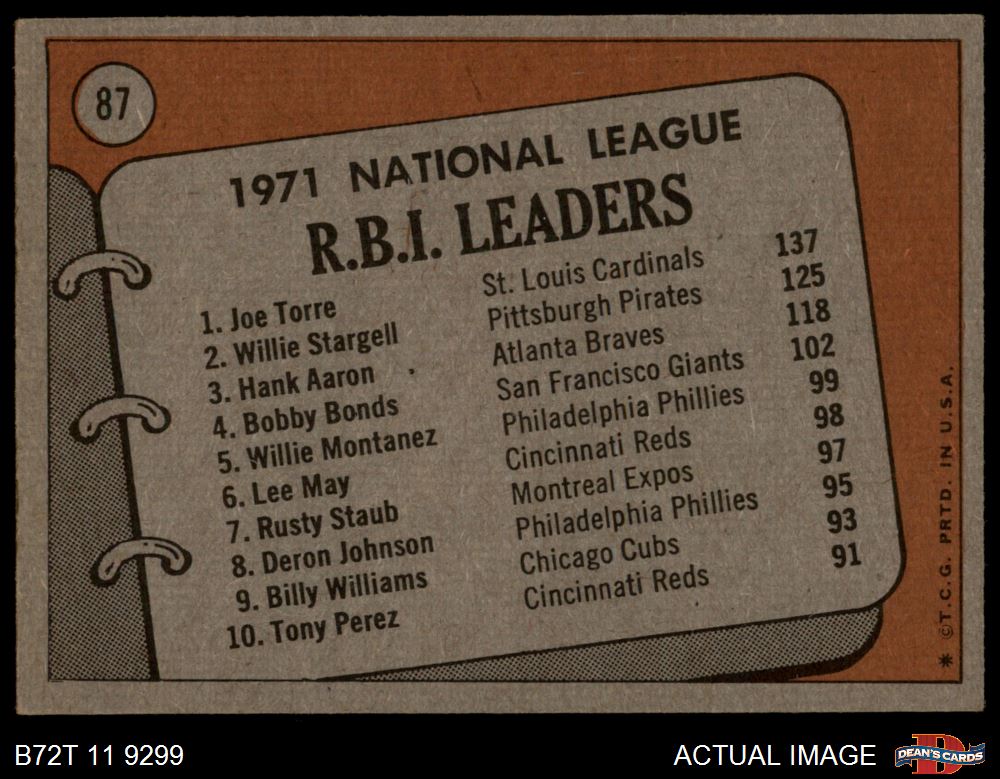 87
1971 NATIONAL LEAGUE
R.B.I. LEADERS
1. Joe Torre St. Louis Cardinals 137
2. Willie Stargell Pittsburgh Pirates 125
3. Hank Aaron Atlanta Braves 118
4. Bobby Bonds San Francisco Giants 102
5. Willie Montanez Philadelphia Phillies 99
6. Lee May Cincinnati Reds 98
7. Rusty Staub Montreal Expos 97
8. Deron Johnson Philadelphia Phillies 95
9. Billy Williams Chicago Cubs 93
10. Tony Perez Cincinnati Reds 91
* ©T.C.G. PRTD. IN U.S.A.
B72T 11 9299 ACTUAL IMAGE DEAN'S CARDS